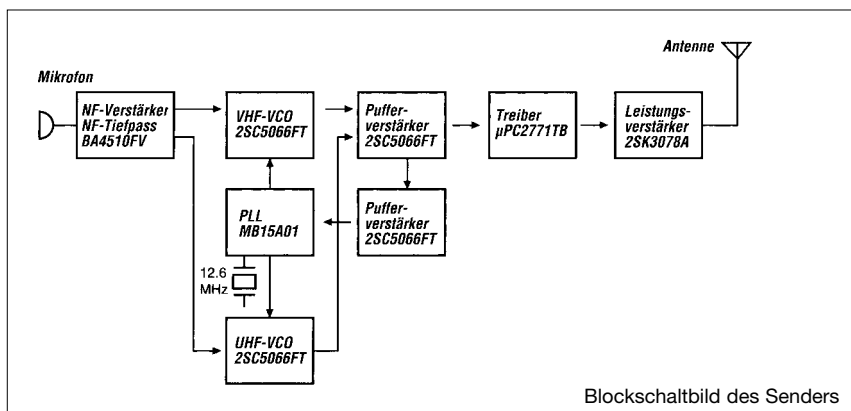 Antenne
Mikrofon
NF-Verstärker
NF-Tiefpass
BA4510FV
VHF-VCO
2SC5066FT
Puffer-
verstärker
2SC5066FT
Treiber
µPC2771TB
Leistungs-
verstärker
2SK3078A
PLL
MB15A01
Puffer-
verstärker
2SC5066FT
12.6
MHz
UHF-VCO
2SC5066FT
Blockschaltbild des Senders